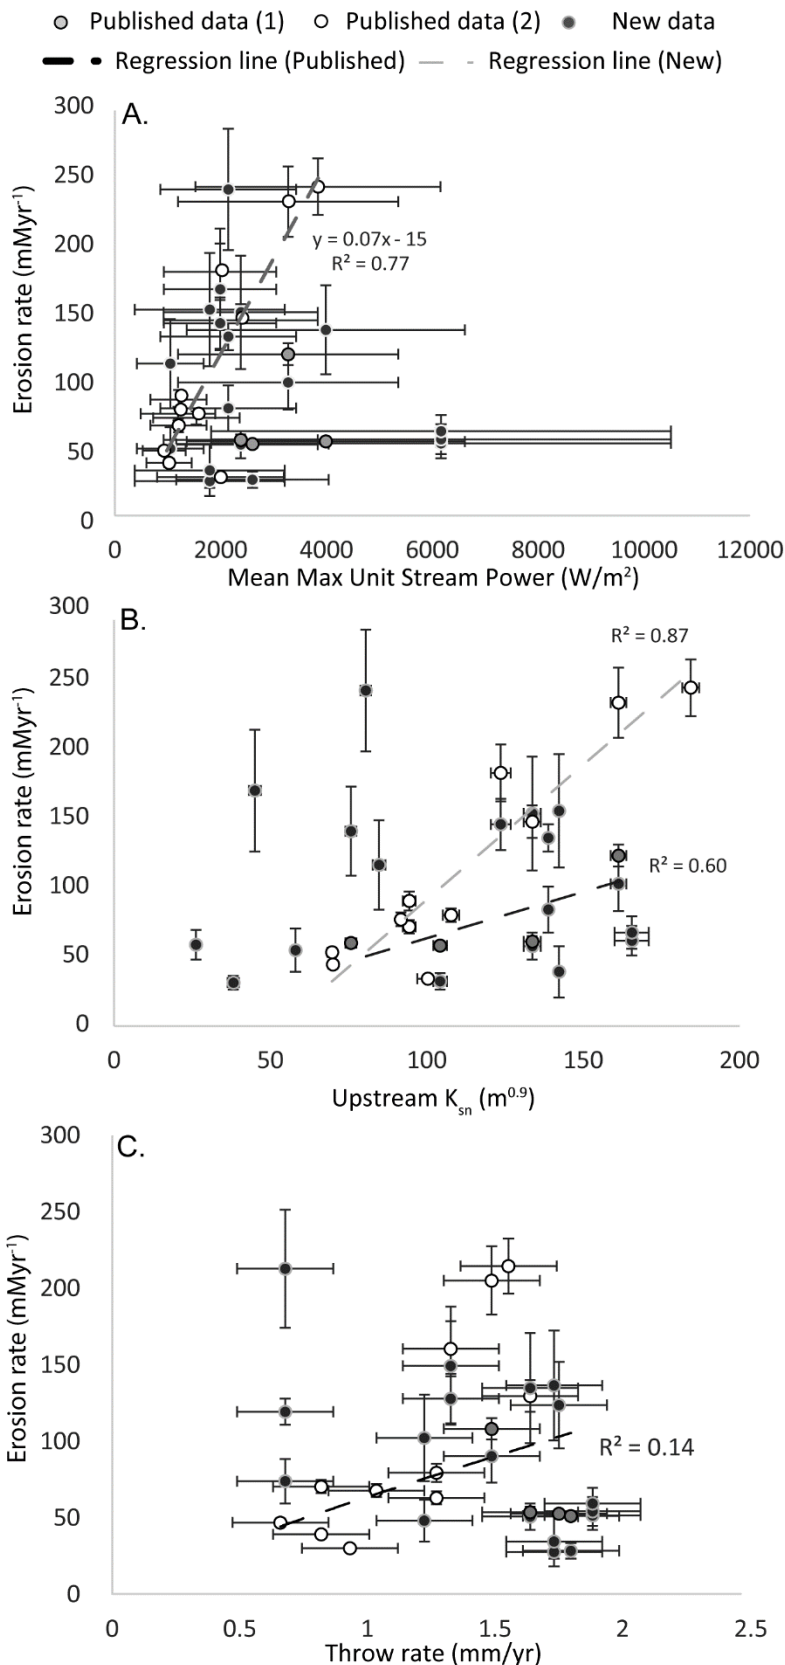 Published data (1) Published data (2) New data
Regression line (Published) Regression line (New)
A.
300
250
200
150
100
50
0
Erosion rate (mMyr⁻¹)
y = 0.07x - 15
R² = 0.77
0 2000 4000 6000 8000 10000 12000
Mean Max Unit Stream Power (W/m²)
B.
300
250
200
150
100
50
0
Erosion rate (mMyr⁻¹)
R² = 0.87
R² = 0.60
0 50 100 150 200
Upstream Kₛₙ (m⁰·⁹)
C.
300
250
200
150
100
50
0
Erosion rate (mMyr⁻¹)
R² = 0.14
0 0.5 1 1.5 2 2.5
Throw rate (mm/yr)